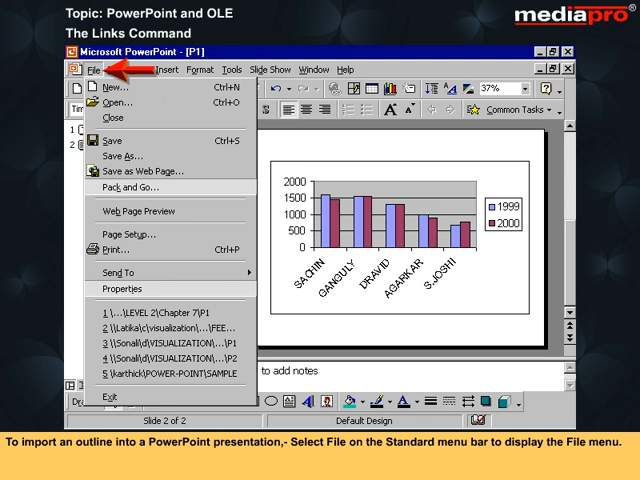 Topic: PowerPoint and OLE
The Links Command
mediapro®
Microsoft PowerPoint - [P1]
File Insert Format Tools Slide Show Window Help
37%
Common Tasks
New... Ctrl+N
Open... Ctrl+O
Close
Save Ctrl+S
Save As...
Save as Web Page...
Pack and Go...
Web Page Preview
Page Setup...
Print... Ctrl+P
Send To
Properties
1 \...\LEVEL 2\Chapter 7\P1
2 \\Latika\c\visualization\...\FEE...
3 \\Sonali\d\VISUALIZATION\...\P1
4 \\Sonali\d\VISUALIZATION\...\P2
5 \karthick\POWER-POINT\SAMPLE
Exit
1
2
2000
1500
1000
500
0
SACHIN
GANGULY
DRAVID
AGARKAR
S.JOSHI
1999
2000
to add notes
Slide 2 of 2 Default Design
To import an outline into a PowerPoint presentation,- Select File on the Standard menu bar to display the File menu.